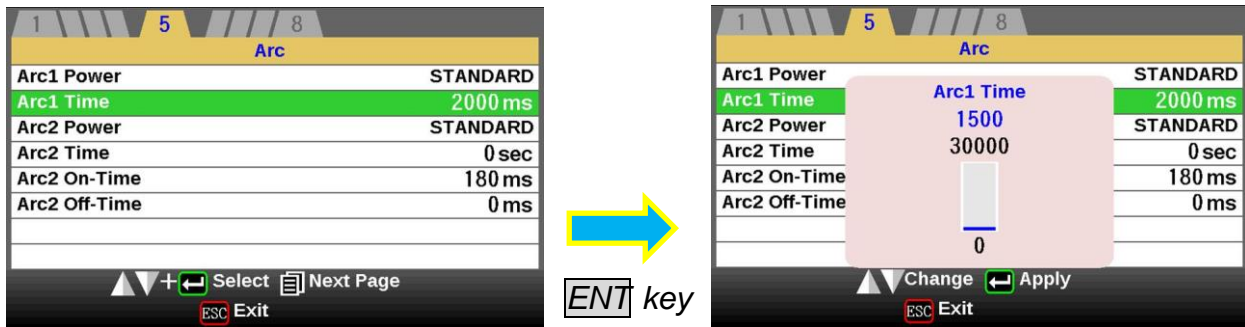 1 5 8
Arc
Arc1 Power STANDARD
Arc1 Time 2000 ms
Arc2 Power STANDARD
Arc2 Time 0 sec
Arc2 On-Time 180 ms
Arc2 Off-Time 0 ms
+ Select Next Page
ESC Exit
ENT key
1 5 8
Arc
Arc1 Power STANDARD
Arc1 Time 2000 ms
Arc2 Power STANDARD
Arc2 Time 0 sec
Arc2 On-Time 180 ms
Arc2 Off-Time 0 ms
Arc1 Time
1500
30000
0
Change Apply
ESC Exit